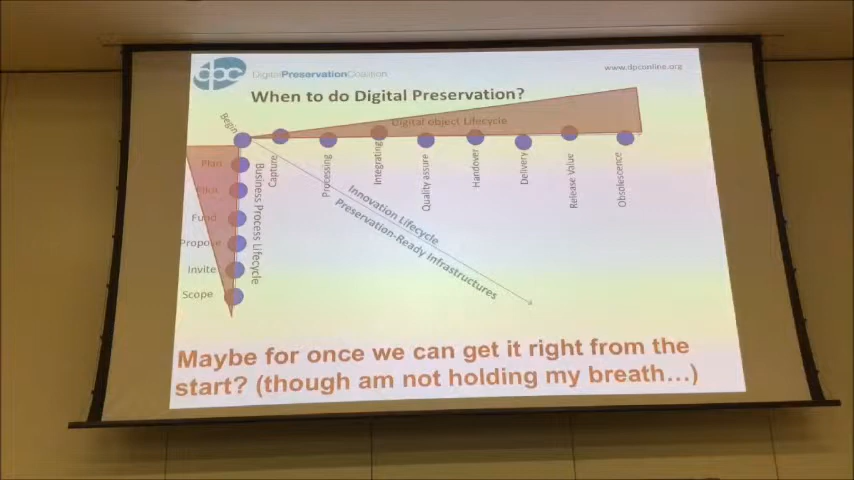 dpc DigitalPreservationCoalition
www.dpconline.org
When to do Digital Preservation?
Begin
Digital object Lifecycle
Capture
Processing
Integrating
Quality assure
Handover
Delivery
Release Value
Obsolescence
Plan
Fund
Propose
Invite
Scope
Business Process Lifecycle
Innovation Lifecycle
Preservation-Ready Infrastructures
Maybe for once we can get it right from the
start? (though am not holding my breath...)